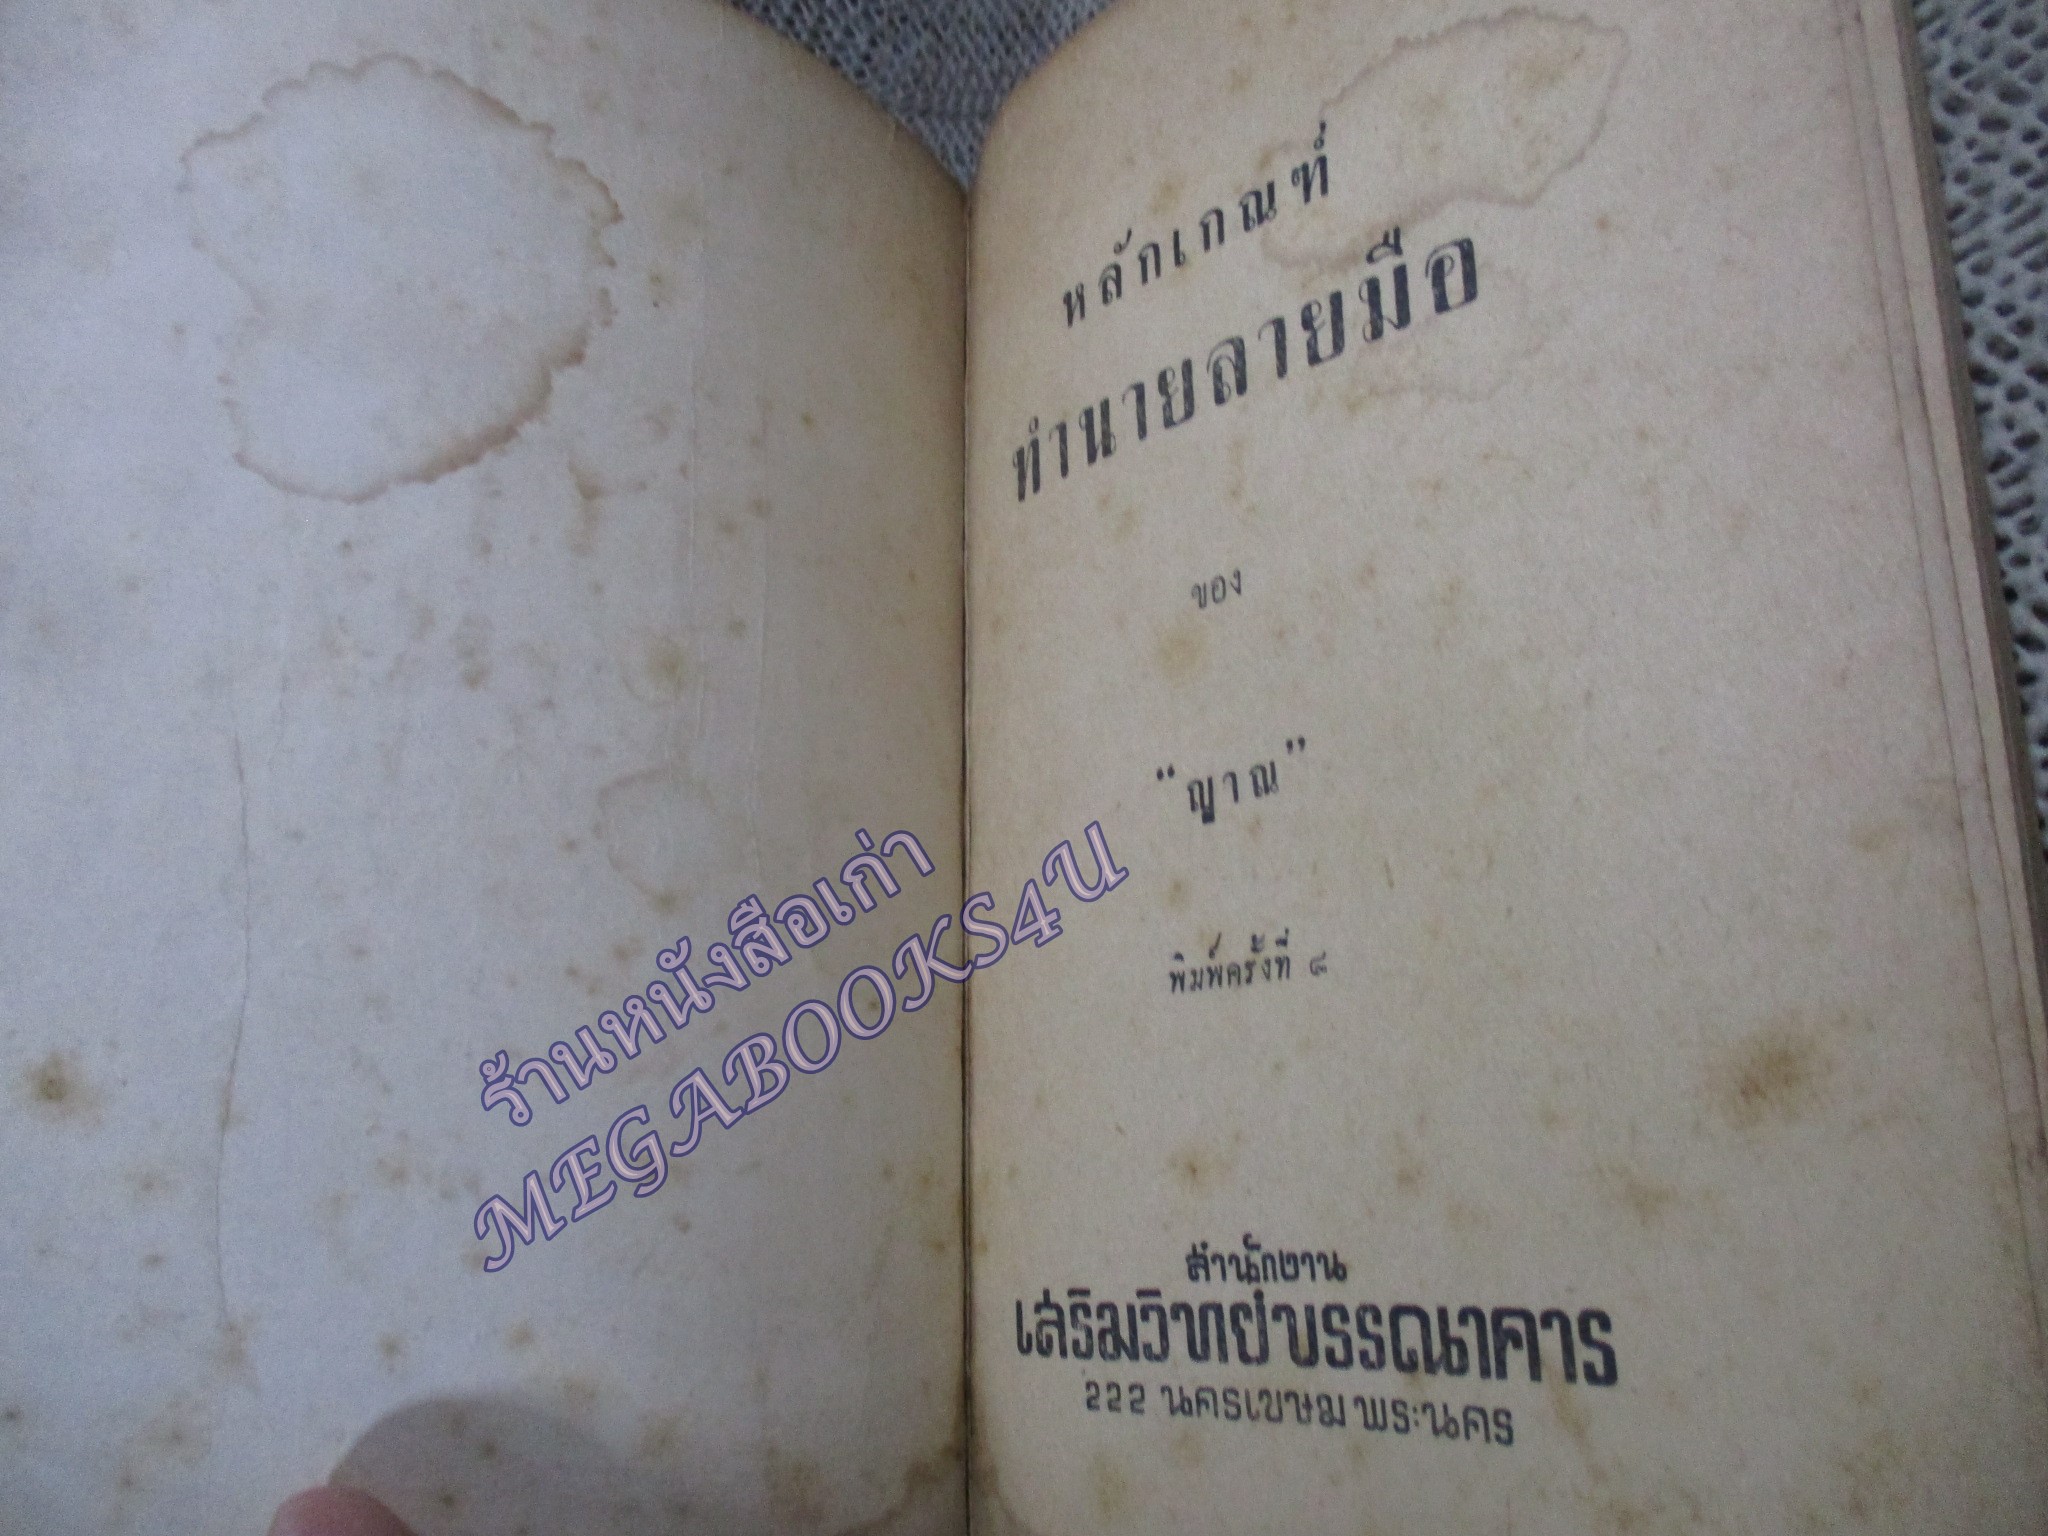 หลักเกณฑ์
ทำนายลายมือ
ของ
"ญาณ"
พิมพ์ครั้งที่ ๘
สำนักงาน
เสริมวิทย์บรรณาคาร
222 นครเขษม พระนคร
ร้านหนังสือเก่า
MEGABOOKS4U